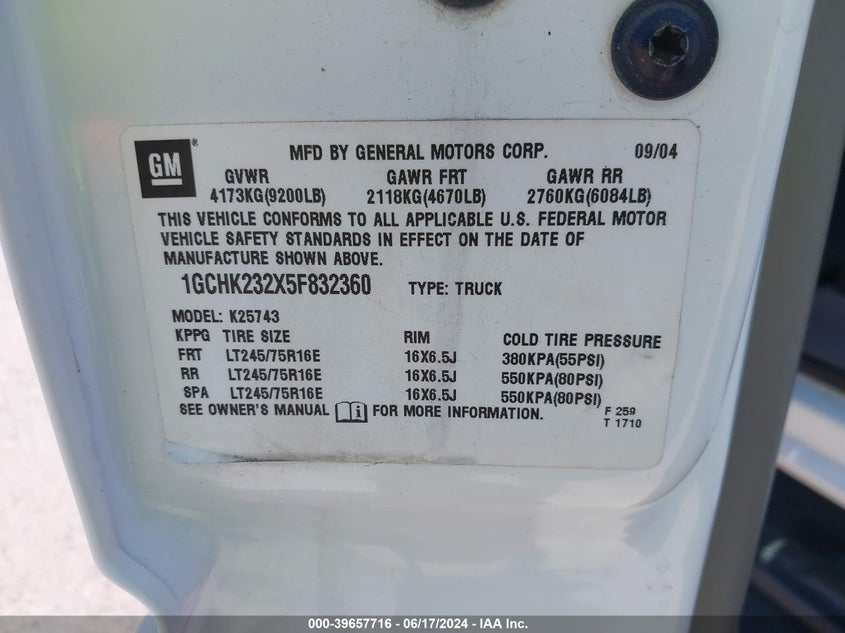 GM ®
MFD BY GENERAL MOTORS CORP. 09/04
GVWR GAWR FRT GAWR RR
4173KG(9200LB) 2118KG(4670LB) 2760KG(6084LB)
THIS VEHICLE CONFORMS TO ALL APPLICABLE U.S. FEDERAL MOTOR
VEHICLE SAFETY STANDARDS IN EFFECT ON THE DATE OF
MANUFACTURE SHOWN ABOVE.
1GCHK232X5F832360 TYPE: TRUCK
MODEL: K25743
KPPG TIRE SIZE RIM COLD TIRE PRESSURE
FRT LT245/75R16E 16X6.5J 380KPA(55PSI)
RR LT245/75R16E 16X6.5J 550KPA(80PSI)
SPA LT245/75R16E 16X6.5J 550KPA(80PSI)
SEE OWNER'S MANUAL i FOR MORE INFORMATION. F 259
T 1710
000-39657716 - 06/17/2024 - IAA Inc.